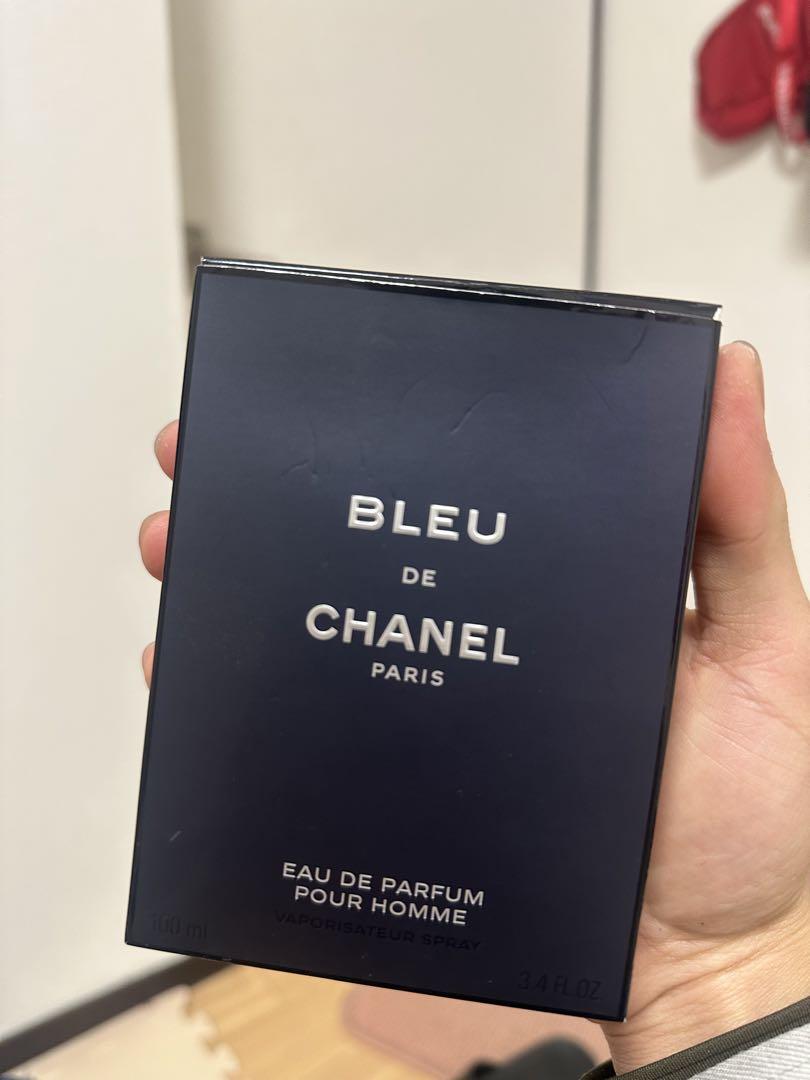 BLEU
DE
CHANEL
PARIS
EAU DE PARFUM
POUR HOMME
VAPORISATEUR SPRAY
100 ml
3.4 FL.OZ.